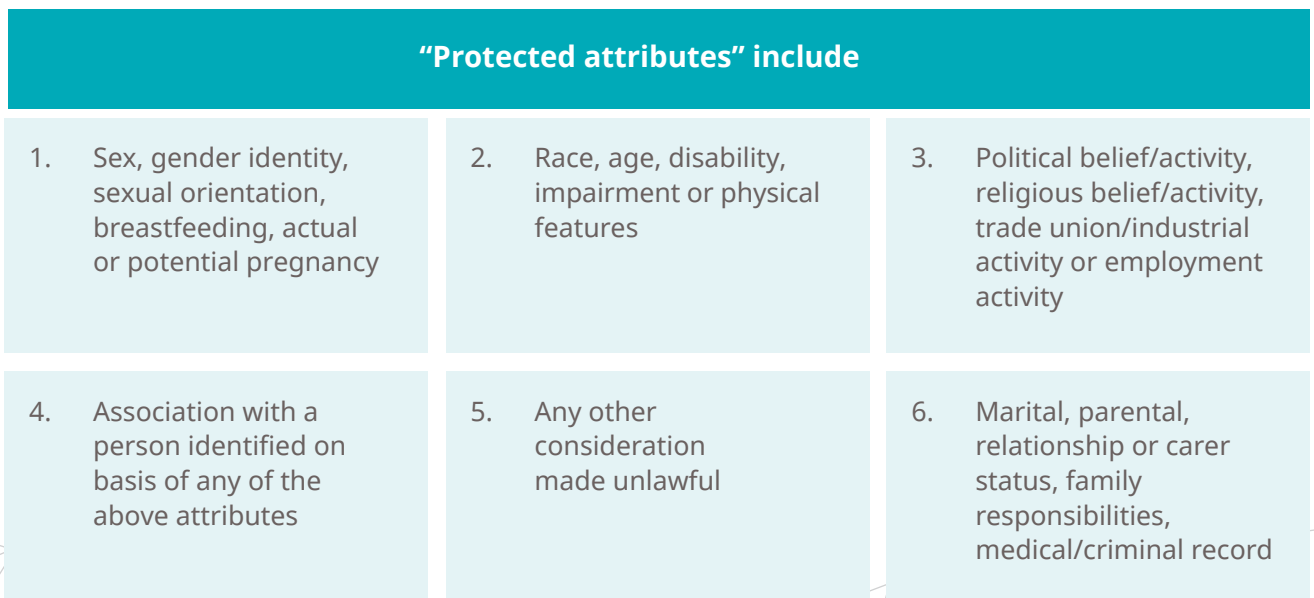 “Protected attributes” include
1. Sex, gender identity,
sexual orientation,
breastfeeding, actual
or potential pregnancy
2. Race, age, disability,
impairment or physical
features
3. Political belief/activity,
religious belief/activity,
trade union/industrial
activity or employment
activity
4. Association with a
person identified on
basis of any of the
above attributes
5. Any other
consideration
made unlawful
6. Marital, parental,
relationship or carer
status, family
responsibilities,
medical/criminal record